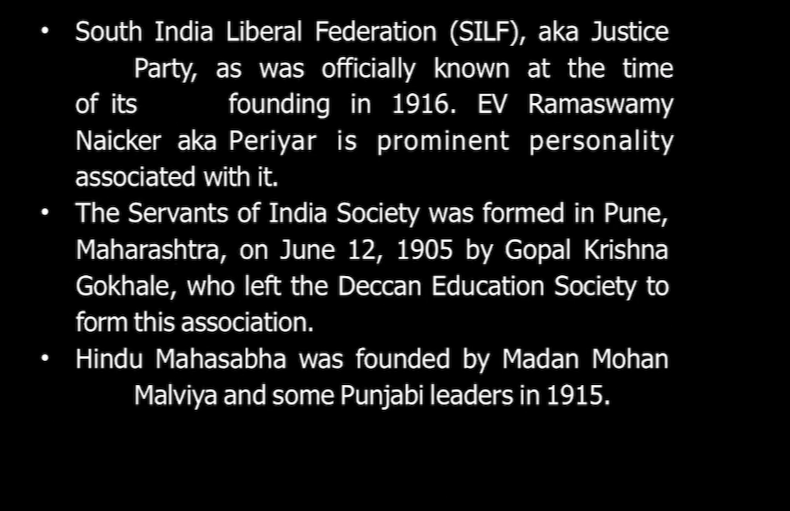 • South India Liberal Federation (SILF), aka Justice
Party, as was officially known at the time
of its founding in 1916. EV Ramaswamy
Naicker aka Periyar is prominent personality
associated with it.
• The Servants of India Society was formed in Pune,
Maharashtra, on June 12, 1905 by Gopal Krishna
Gokhale, who left the Deccan Education Society to
form this association.
• Hindu Mahasabha was founded by Madan Mohan
Malviya and some Punjabi leaders in 1915.